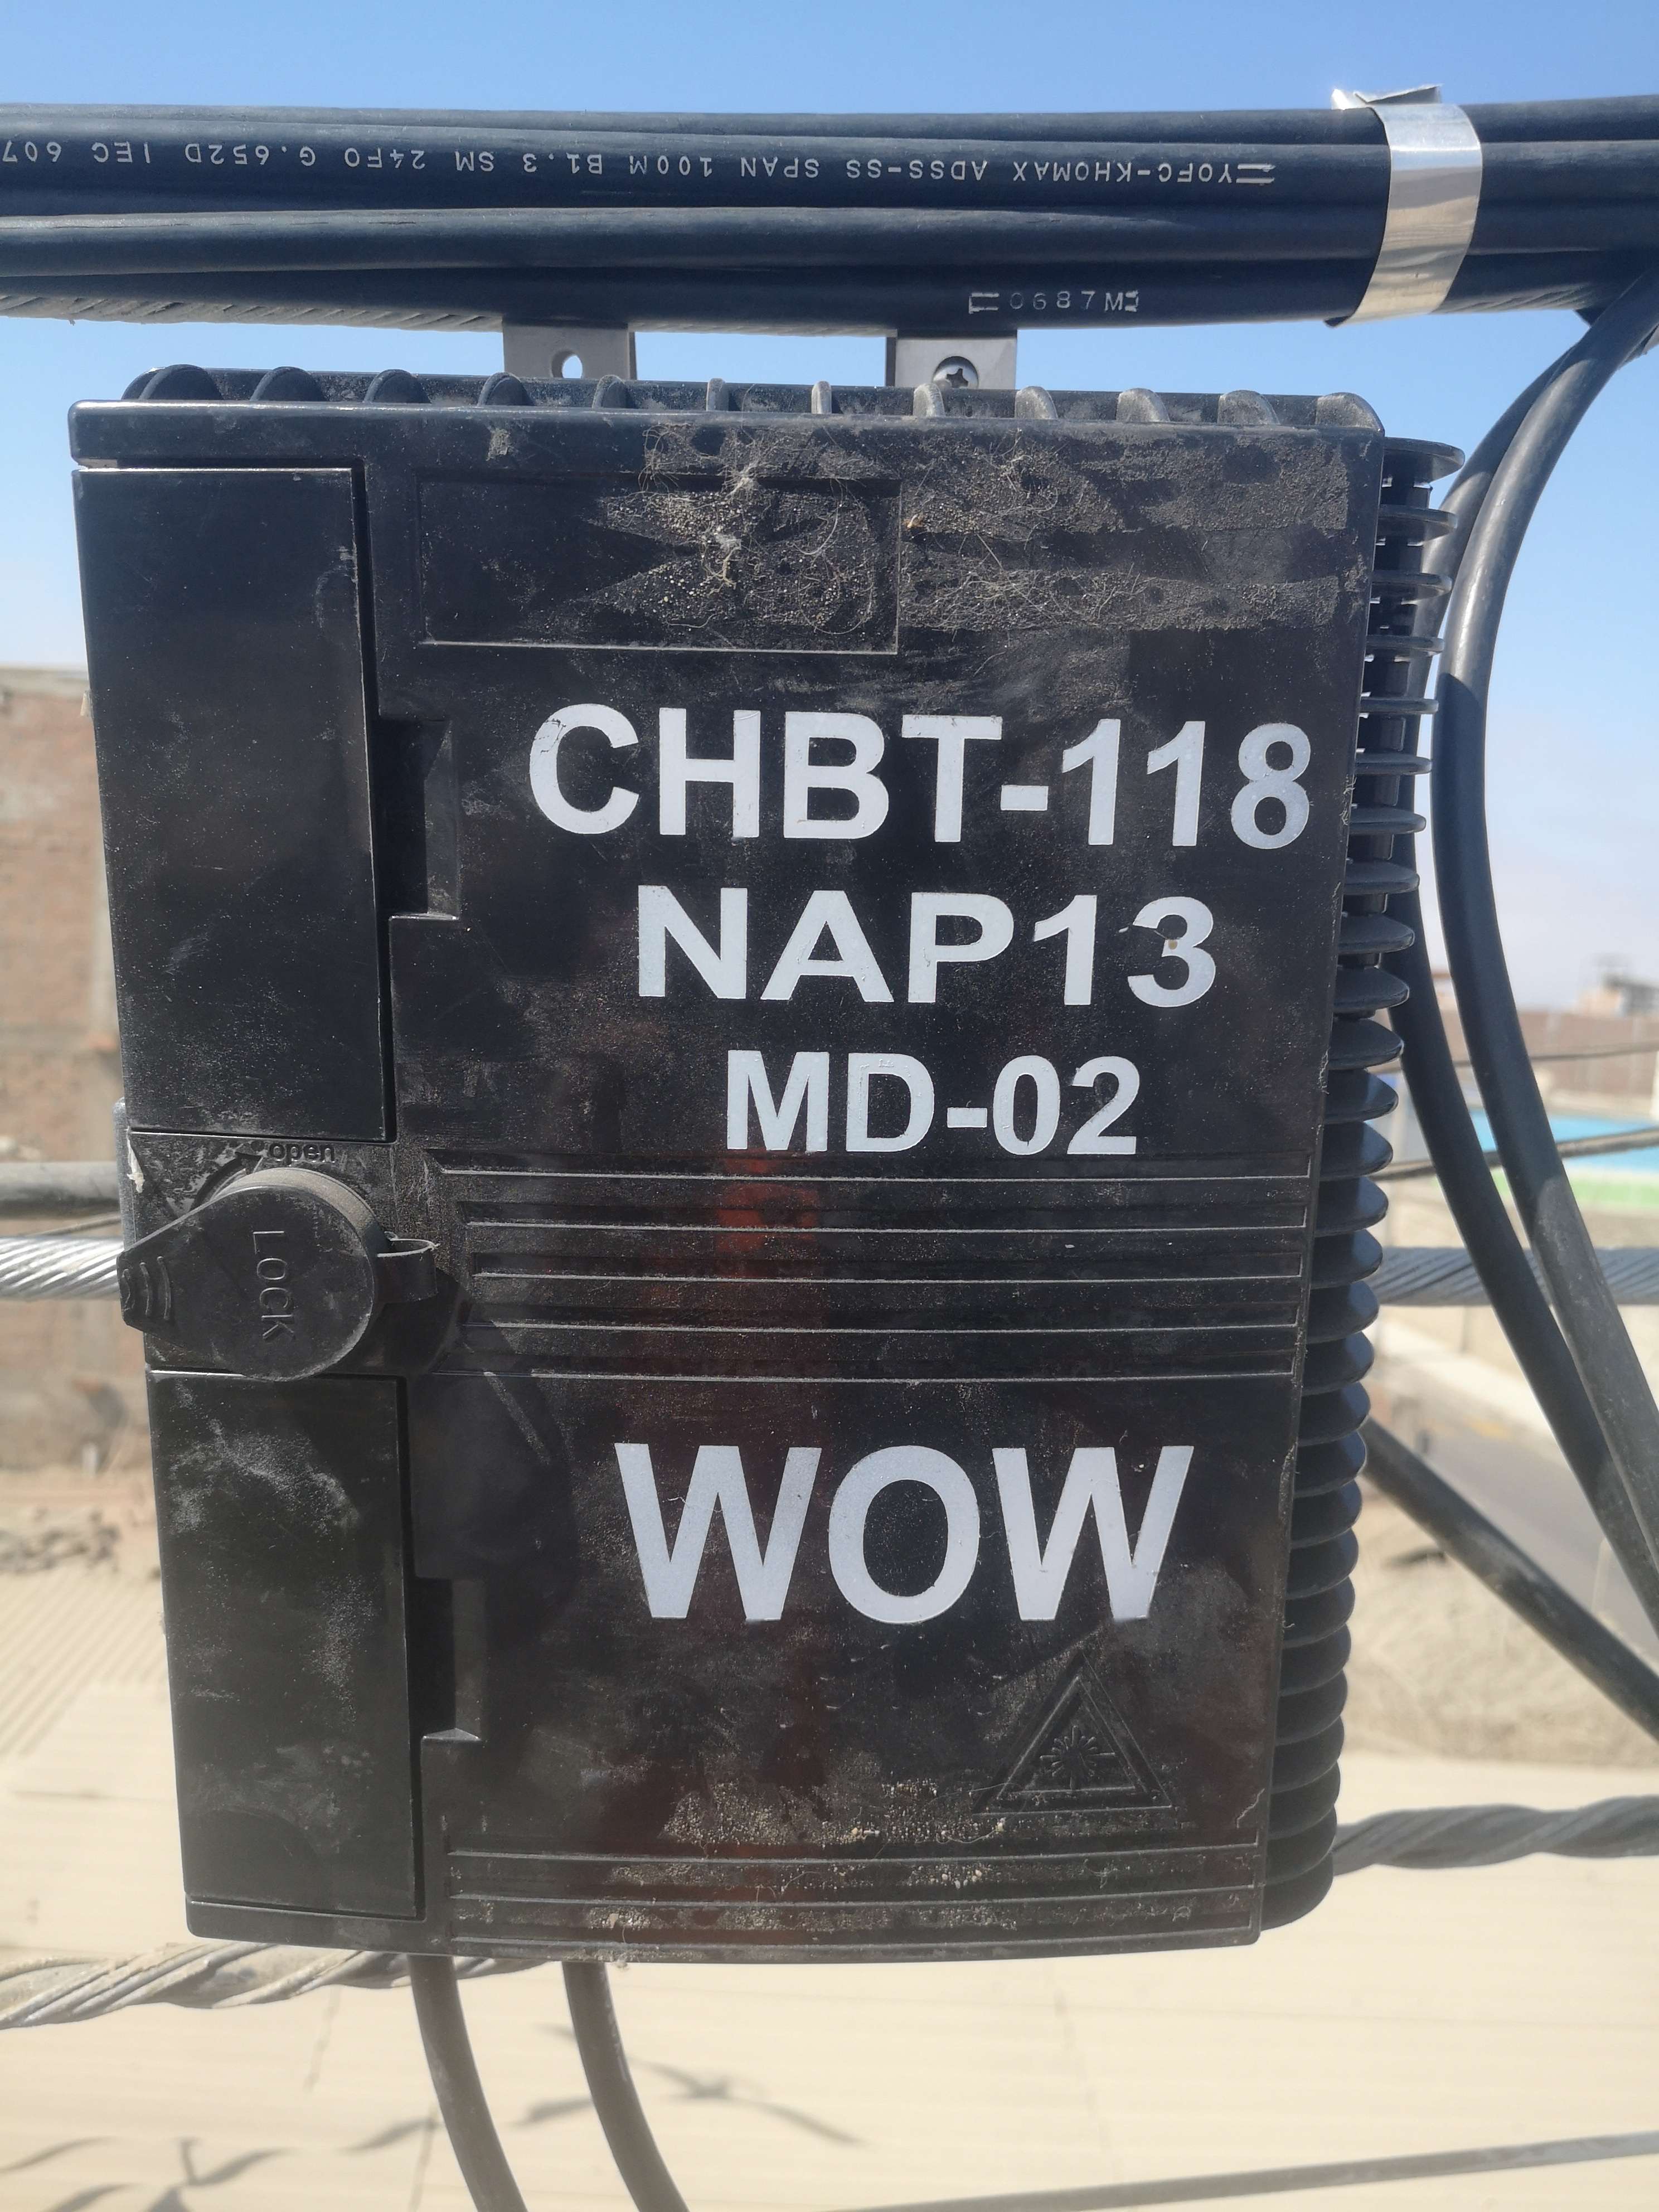 YOFC-KHOMAX ADSS-SS SPAN 100M B1.3 SM 24FO G.652D IEC 607
0687M
CHBT-118
NAP13
MD-02
open
LOCK
WOW